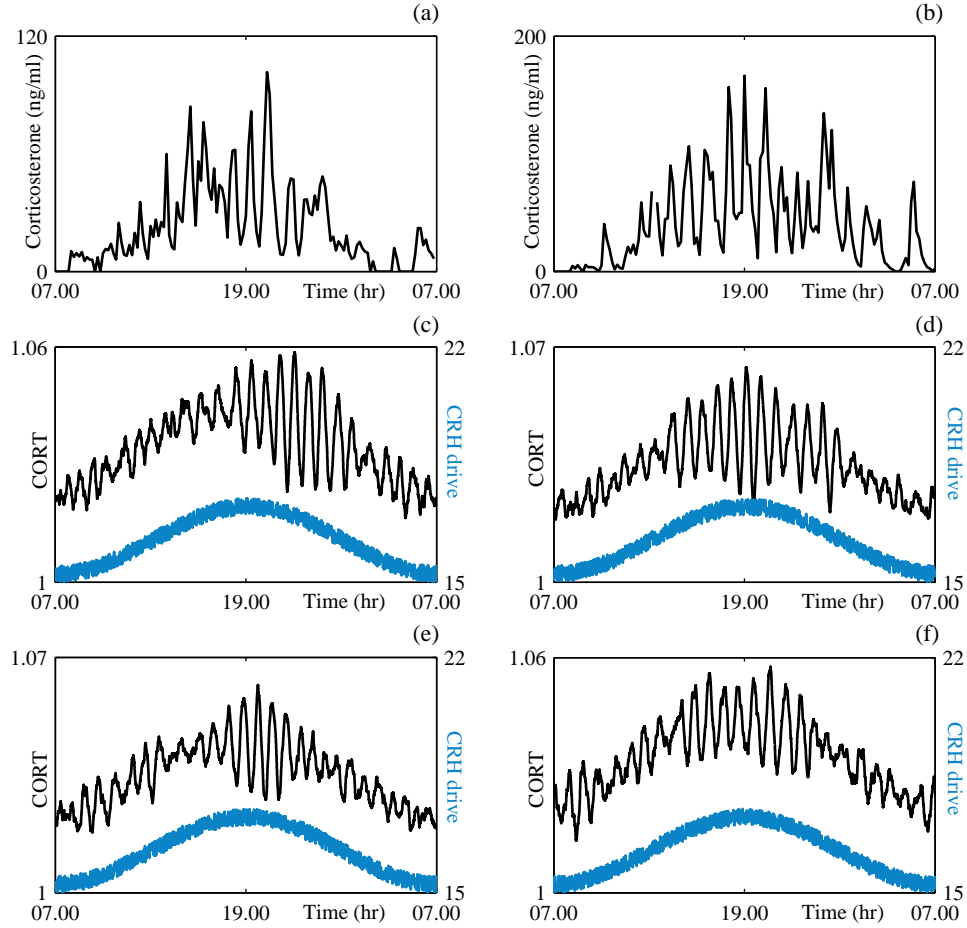 (a)
120
Corticosterone (ng/ml)
0
07.00 19.00 Time (hr) 07.00
(b)
200
Corticosterone (ng/ml)
0
07.00 19.00 Time (hr) 07.00
(c)
1.06 22
CORT
CRH drive
1 15
07.00 19.00 Time (hr) 07.00
(d)
1.07 22
CORT
CRH drive
1 15
07.00 19.00 Time (hr) 07.00
(e)
1.07 22
CORT
CRH drive
1 15
07.00 19.00 Time (hr) 07.00
(f)
1.06 22
CORT
CRH drive
1 15
07.00 19.00 Time (hr) 07.00